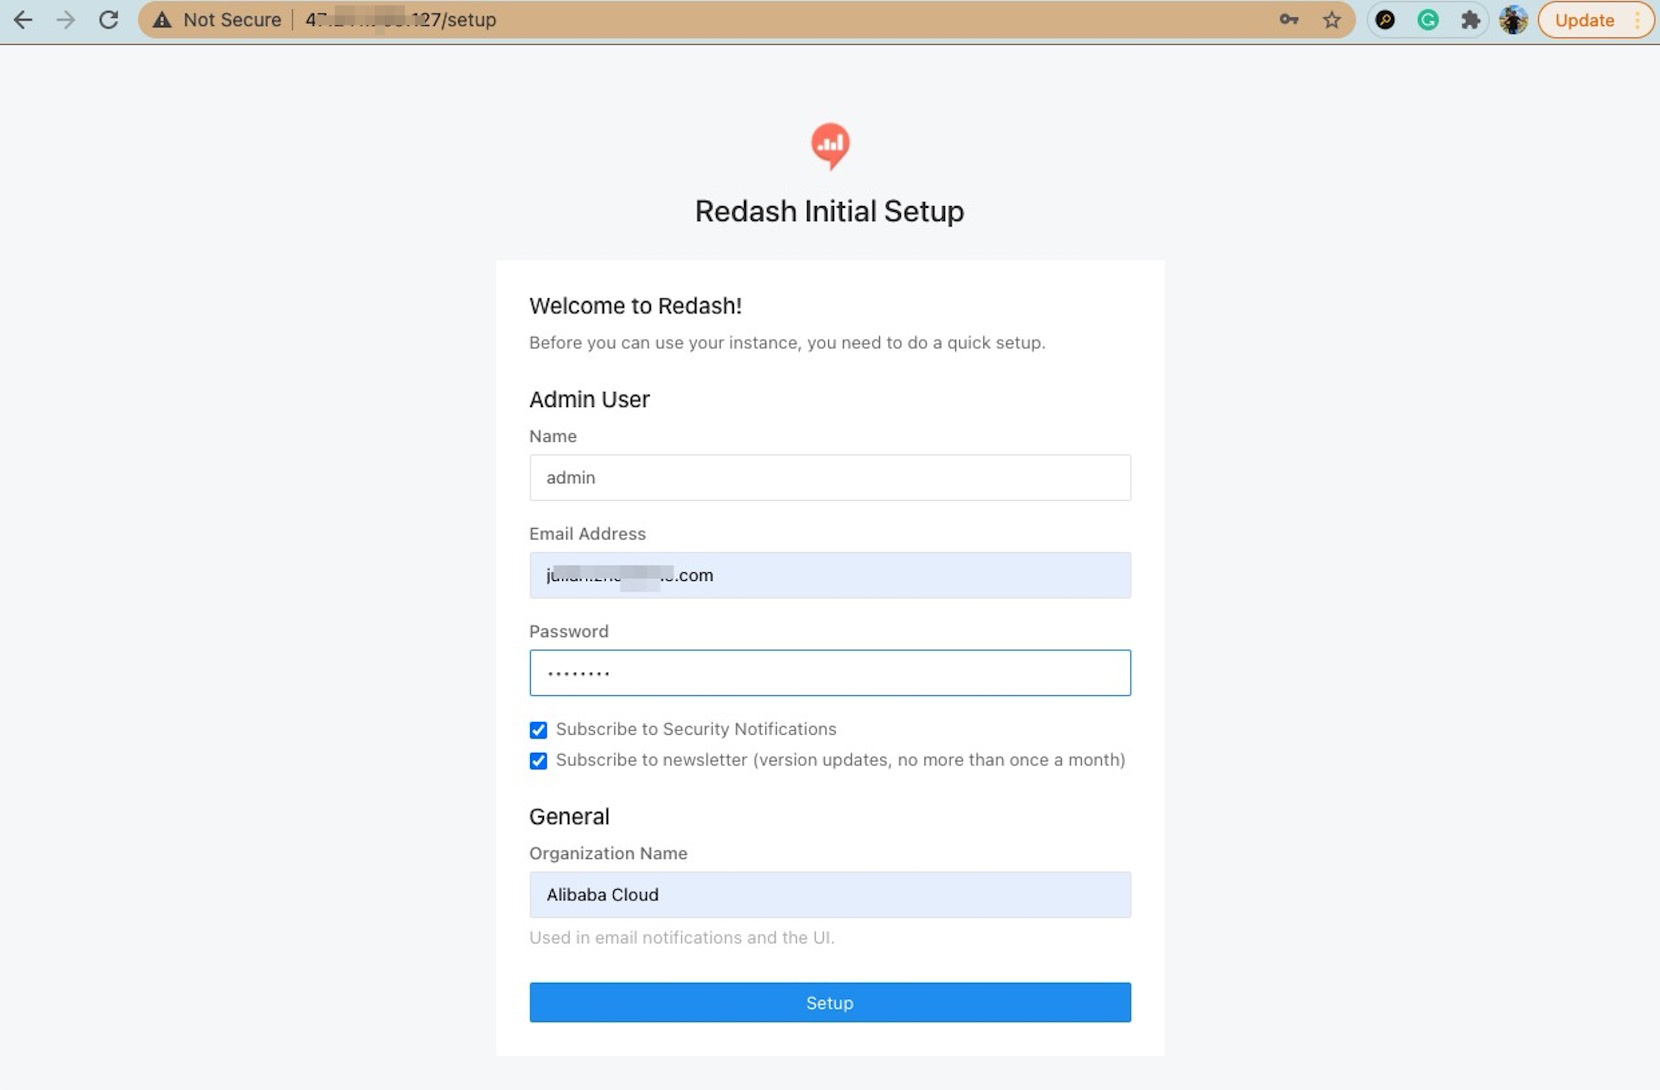 Not Secure 127/setup Update
Redash Initial Setup
Welcome to Redash!
Before you can use your instance, you need to do a quick setup.
Admin User
Name
admin
Email Address
.com
Password
••••••••
Subscribe to Security Notifications
Subscribe to newsletter (version updates, no more than once a month)
General
Organization Name
Alibaba Cloud
Used in email notifications and the UI.
Setup